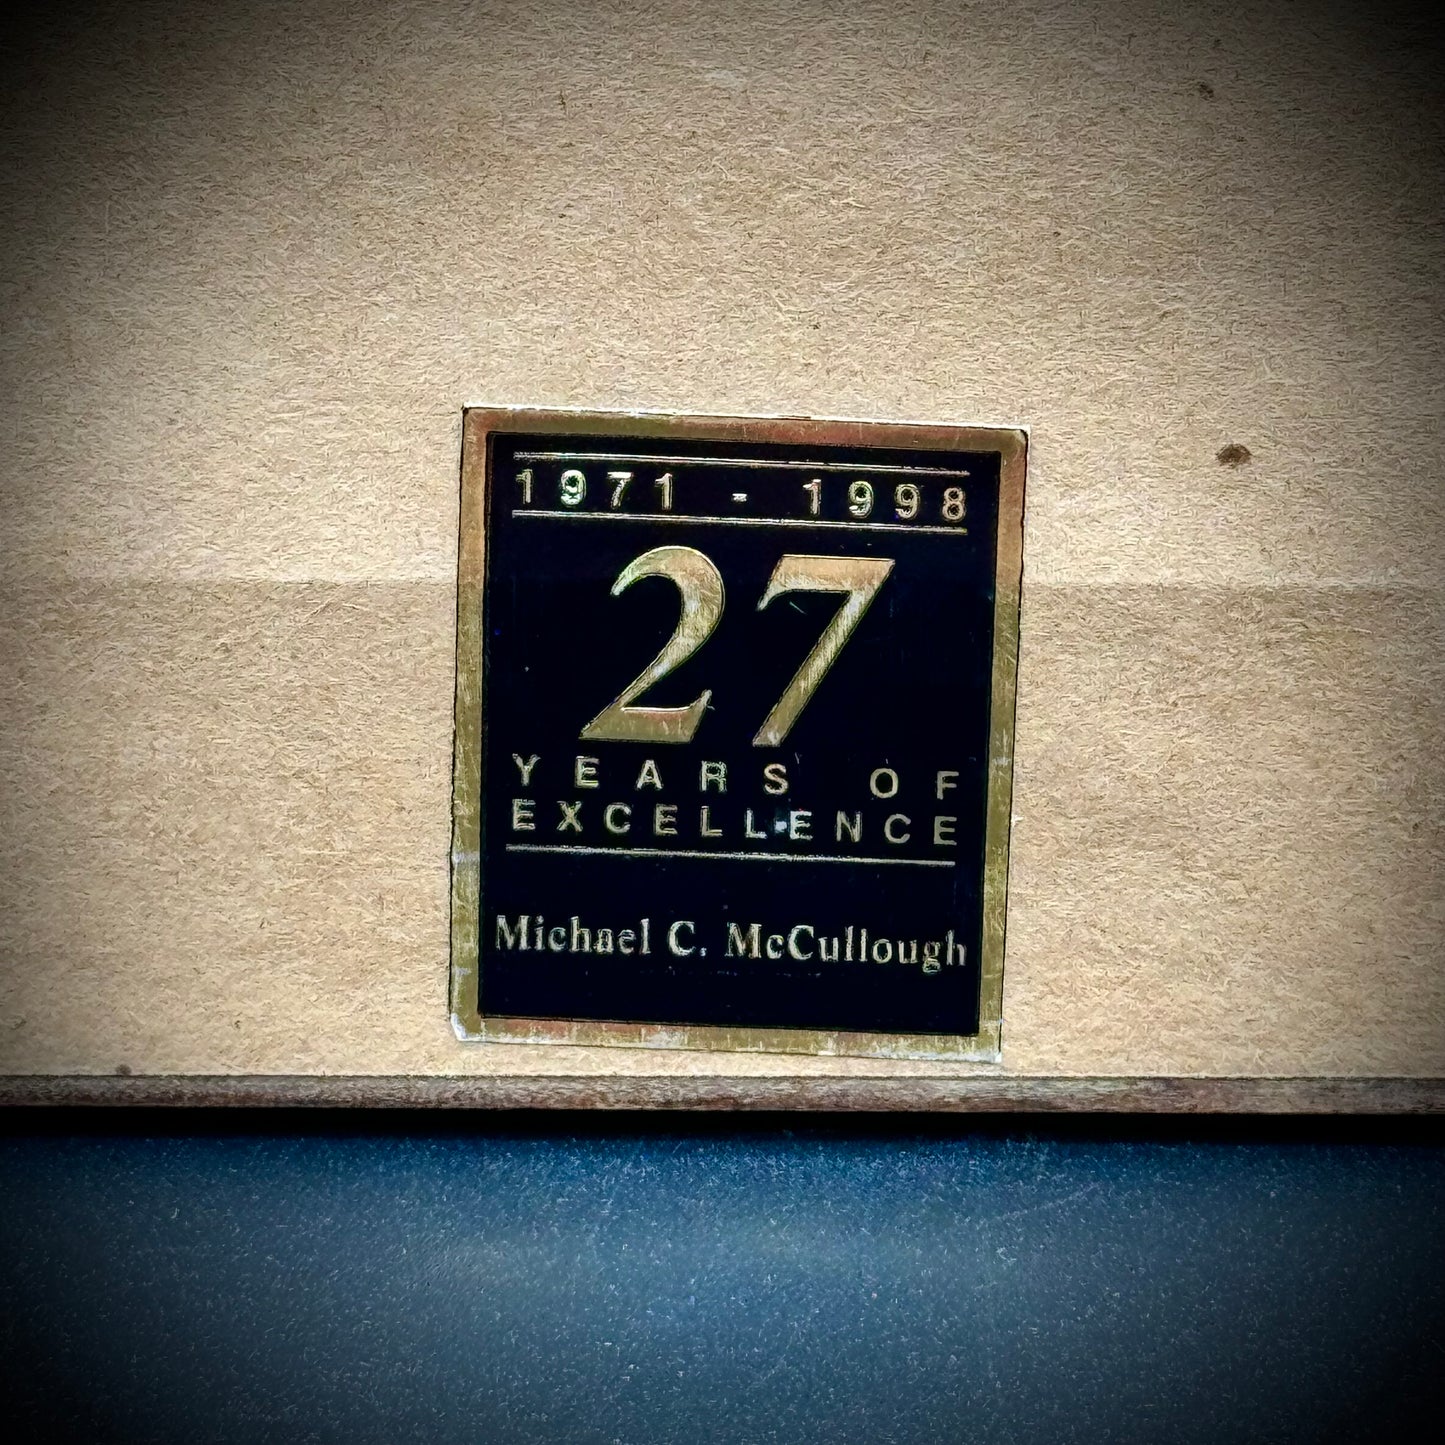 1971 - 1998
27
YEARS OF
EXCELLENCE
Michael C. McCullough